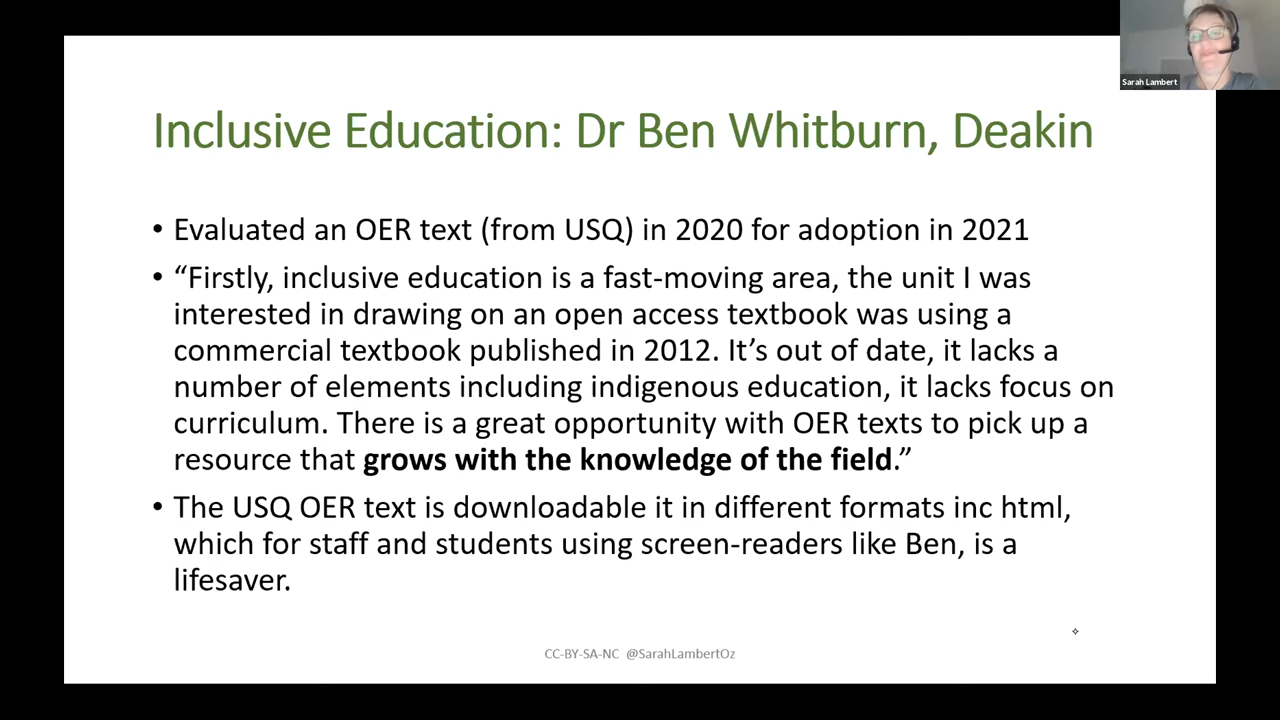 Sarah Lambert
Inclusive Education: Dr Ben Whitburn, Deakin
• Evaluated an OER text (from USQ) in 2020 for adoption in 2021
• “Firstly, inclusive education is a fast-moving area, the unit I was
interested in drawing on an open access textbook was using a
commercial textbook published in 2012. It’s out of date, it lacks a
number of elements including indigenous education, it lacks focus on
curriculum. There is a great opportunity with OER texts to pick up a
resource that grows with the knowledge of the field.”
• The USQ OER text is downloadable it in different formats inc html,
which for staff and students using screen-readers like Ben, is a
lifesaver.
CC-BY-SA-NC @SarahLambertOz